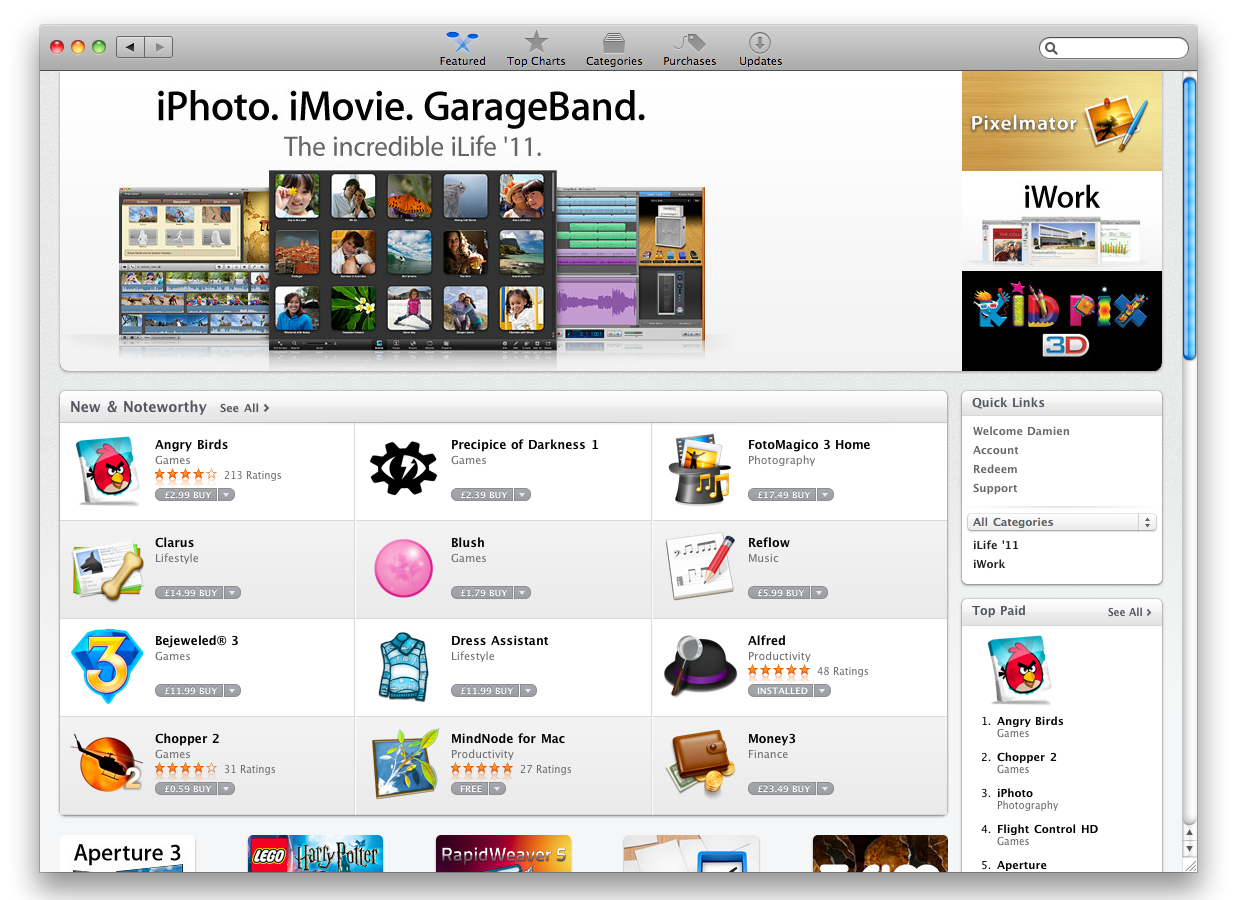 Featured
Top Charts
Categories
Purchases
Updates
iPhoto. iMovie. GarageBand.
The incredible iLife '11.
Pixelmator
iWork
KID PIX
3D
New & Noteworthy See All >
Angry Birds
Games
213 Ratings
£2.99 BUY
Precipice of Darkness 1
Games
£2.39 BUY
FotoMagico 3 Home
Photography
£17.49 BUY
Clarus
Lifestyle
£14.99 BUY
Blush
Games
£1.79 BUY
Reflow
Music
£5.99 BUY
Bejeweled® 3
Games
£11.99 BUY
3
Dress Assistant
Lifestyle
£11.99 BUY
Alfred
Productivity
48 Ratings
INSTALLED
Chopper 2
Games
31 Ratings
£0.59 BUY
2
MindNode for Mac
Productivity
27 Ratings
FREE
Money3
Finance
£23.49 BUY
Quick Links
Welcome Damien
Account
Redeem
Support
All Categories
iLife '11
iWork
Top Paid See All >
1. Angry Birds
Games
2. Chopper 2
Games
3. iPhoto
Photography
4. Flight Control HD
Games
5. Aperture
Aperture 3
LEGO Harry Potter
RapidWeaver 5